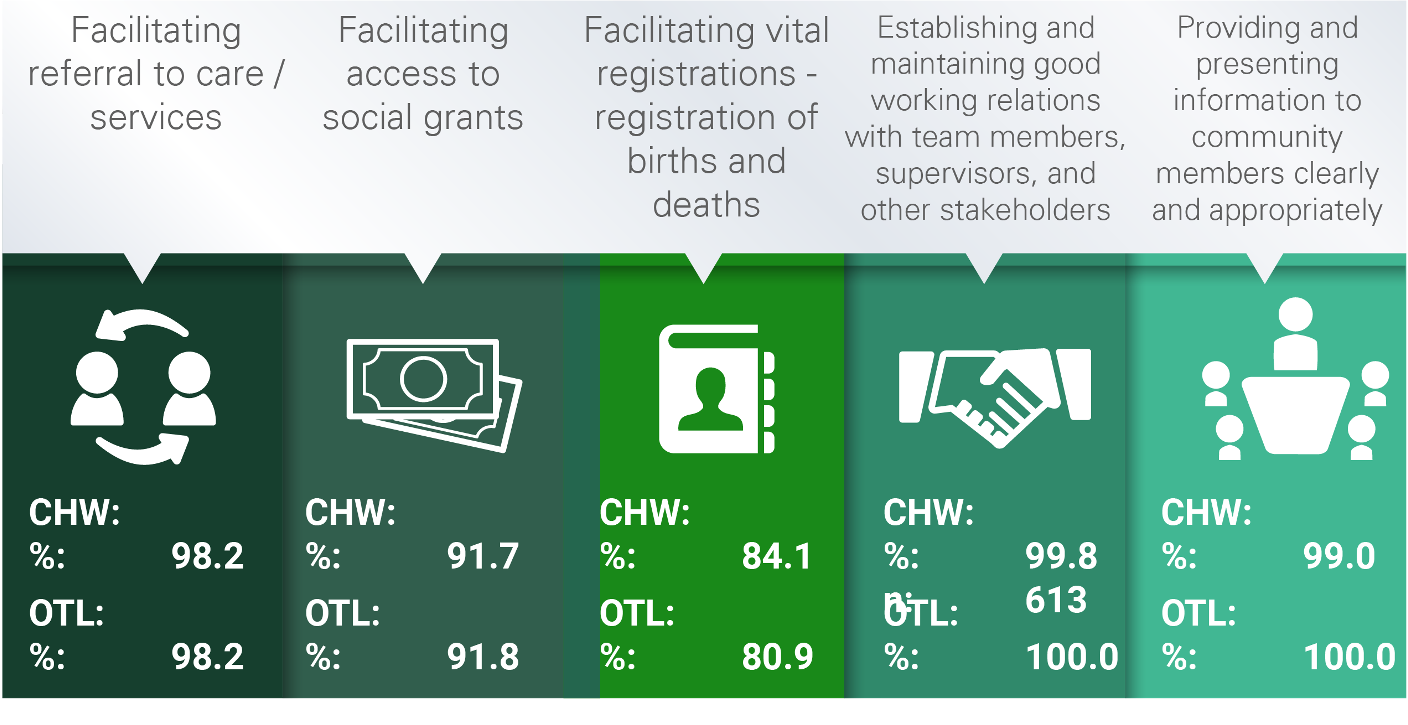 Facilitating
referral to care /
services
Facilitating
access to
social grants
Facilitating vital
registrations -
registration of
births and
deaths
Establishing and
maintaining good
working relations
with team members,
supervisors, and
other stakeholders
Providing and
presenting
information to
community
members clearly
and appropriately
CHW:
%: 98.2
OTL:
%: 98.2
CHW:
%: 91.7
OTL:
%: 91.8
CHW:
%: 84.1
OTL:
%: 80.9
CHW:
%: 99.8
n: 613
OTL:
%: 100.0
CHW:
%: 99.0
OTL:
%: 100.0